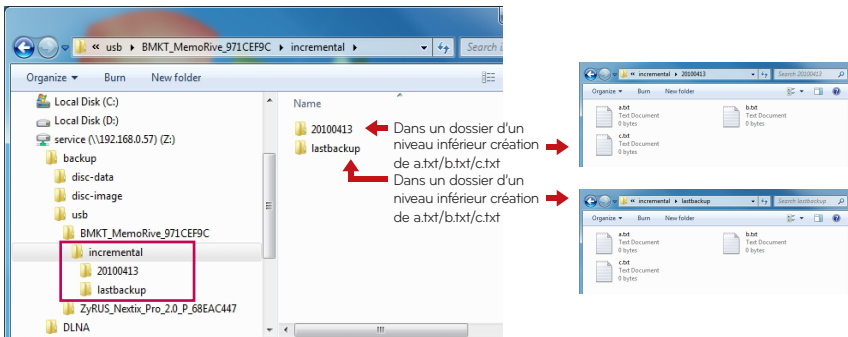 « usb ▸ BMKT_MemoRive_971CEF9C ▸ incremental ▸
Search i
Organize ▾ Burn New folder
Local Disk (C:)
Local Disk (D:)
service (\\192.168.0.57) (Z:)
backup
disc-data
disc-image
usb
BMKT_MemoRive_971CEF9C
incremental
20100413
lastbackup
ZyRUS_Nextix_Pro_2.0_P_68EAC447
DLNA
Name
20100413
lastbackup
Dans un dossier d'un
niveau inférieur création
de a.txt/b.txt/c.txt
Dans un dossier d'un
niveau inférieur création
de a.txt/b.txt/c.txt
« incremental ▸ 20100413
Search 20100413
Organize ▾ Burn New folder
a.txt
Text Document
0 bytes
b.txt
Text Document
0 bytes
c.txt
Text Document
0 bytes
« incremental ▸ lastbackup
Search lastbackup
Organize ▾ Burn New folder
a.txt
Text Document
0 bytes
b.txt
Text Document
0 bytes
c.txt
Text Document
0 bytes